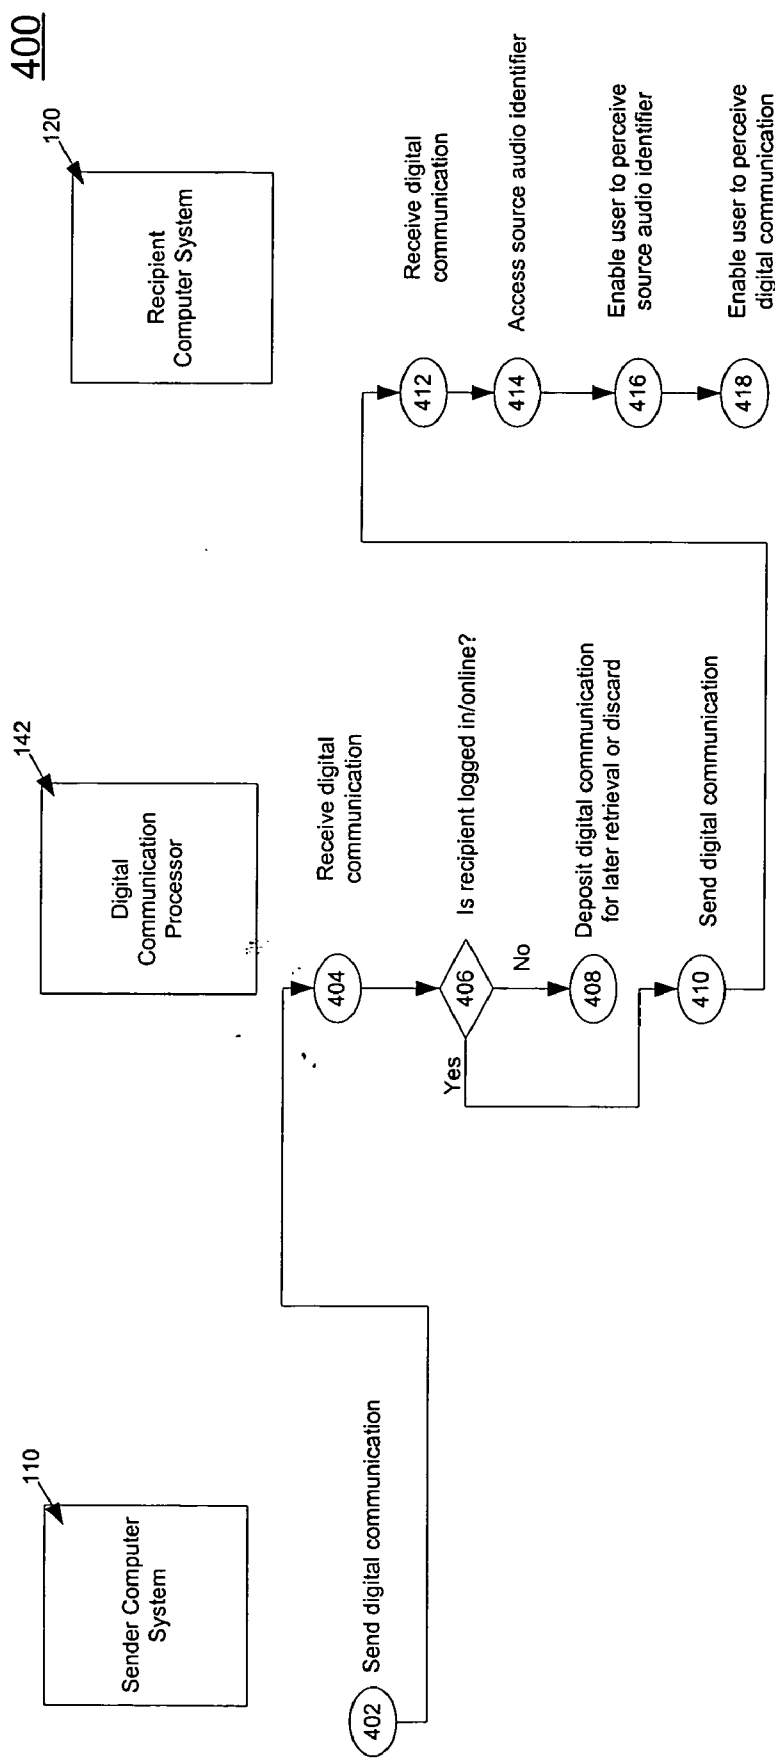 400
110
Sender Computer
System
142
Digital
Communication
Processor
120
Recipient
Computer System
402
Send digital communication
404
Receive digital
communication
406
Is recipient logged in/online?
Yes
No
408
Deposit digital communication
for later retrieval or discard
410
Send digital communication
412
Receive digital
communication
414
Access source audio identifier
416
Enable user to perceive
source audio identifier
418
Enable user to perceive
digital communication